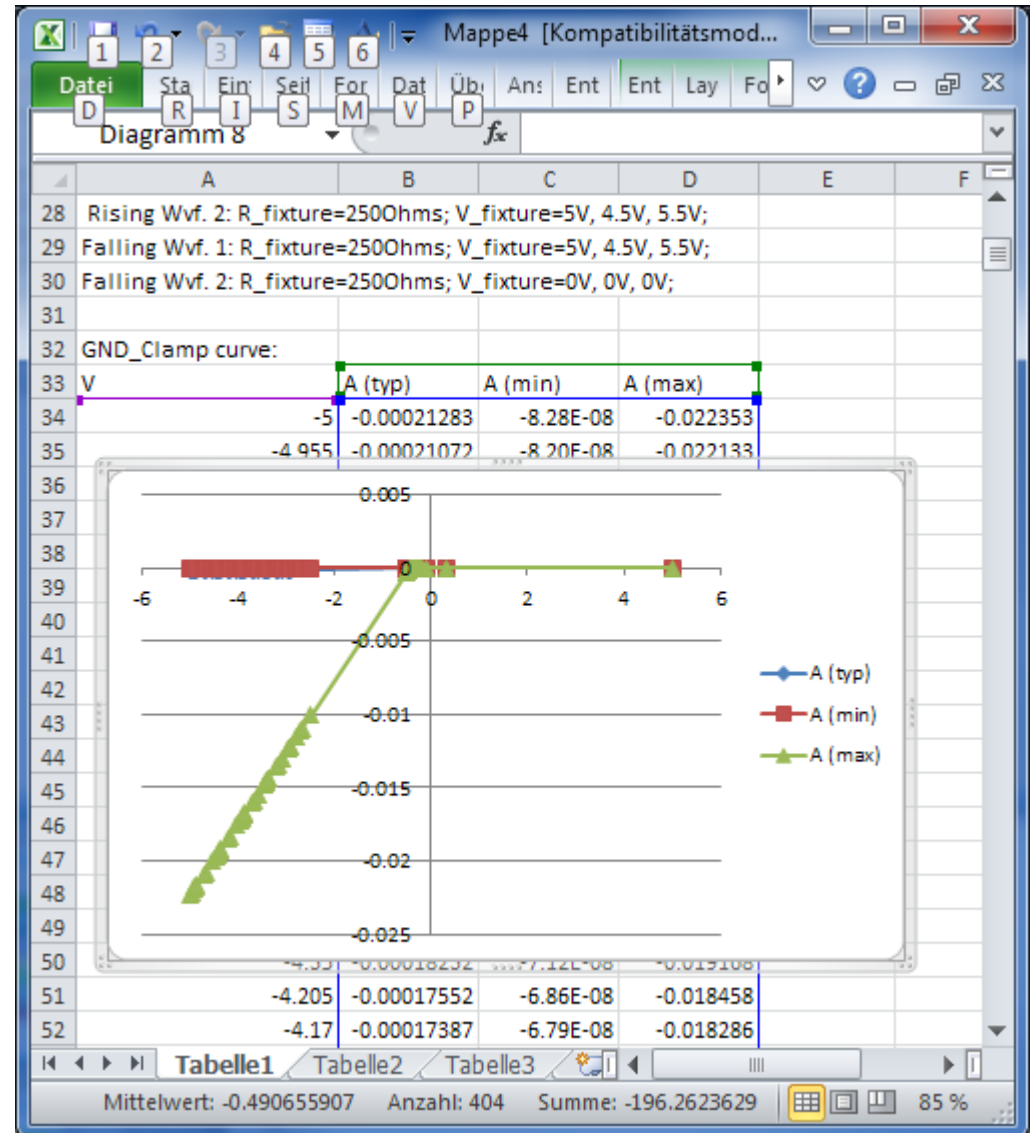 Mappe4 [Kompatibilitätsmod...
1 2 3 4 5 6
Datei Sta Ein Seit For Dat Übe Ans Ent Ent Lay Fo
D R I S M V P
Diagramm 8 fx
A B C D E F
28 Rising Wvf. 2: R_fixture=250Ohms; V_fixture=5V, 4.5V, 5.5V;
29 Falling Wvf. 1: R_fixture=250Ohms; V_fixture=5V, 4.5V, 5.5V;
30 Falling Wvf. 2: R_fixture=250Ohms; V_fixture=0V, 0V, 0V;
31
32 GND_Clamp curve:
33 V A (typ) A (min) A (max)
34 -5 -0.00021283 -8.28E-08 -0.022353
35 -4.955 -0.00021072 -8.20E-08 -0.022133
36
37
38
39
40
41
42
43
44
45
46
47
48
49
0.005
0
-6 -4 -2 0 2 4 6
-0.005
-0.01
-0.015
-0.02
-0.025
A (typ)
A (min)
A (max)
50 -0.00018232 -7.12E-08 -0.019108
51 -4.205 -0.00017552 -6.86E-08 -0.018458
52 -4.17 -0.00017387 -6.79E-08 -0.018286
Tabelle1 Tabelle2 Tabelle3
Mittelwert: -0.490655907 Anzahl: 404 Summe: -196.2623629 85 %